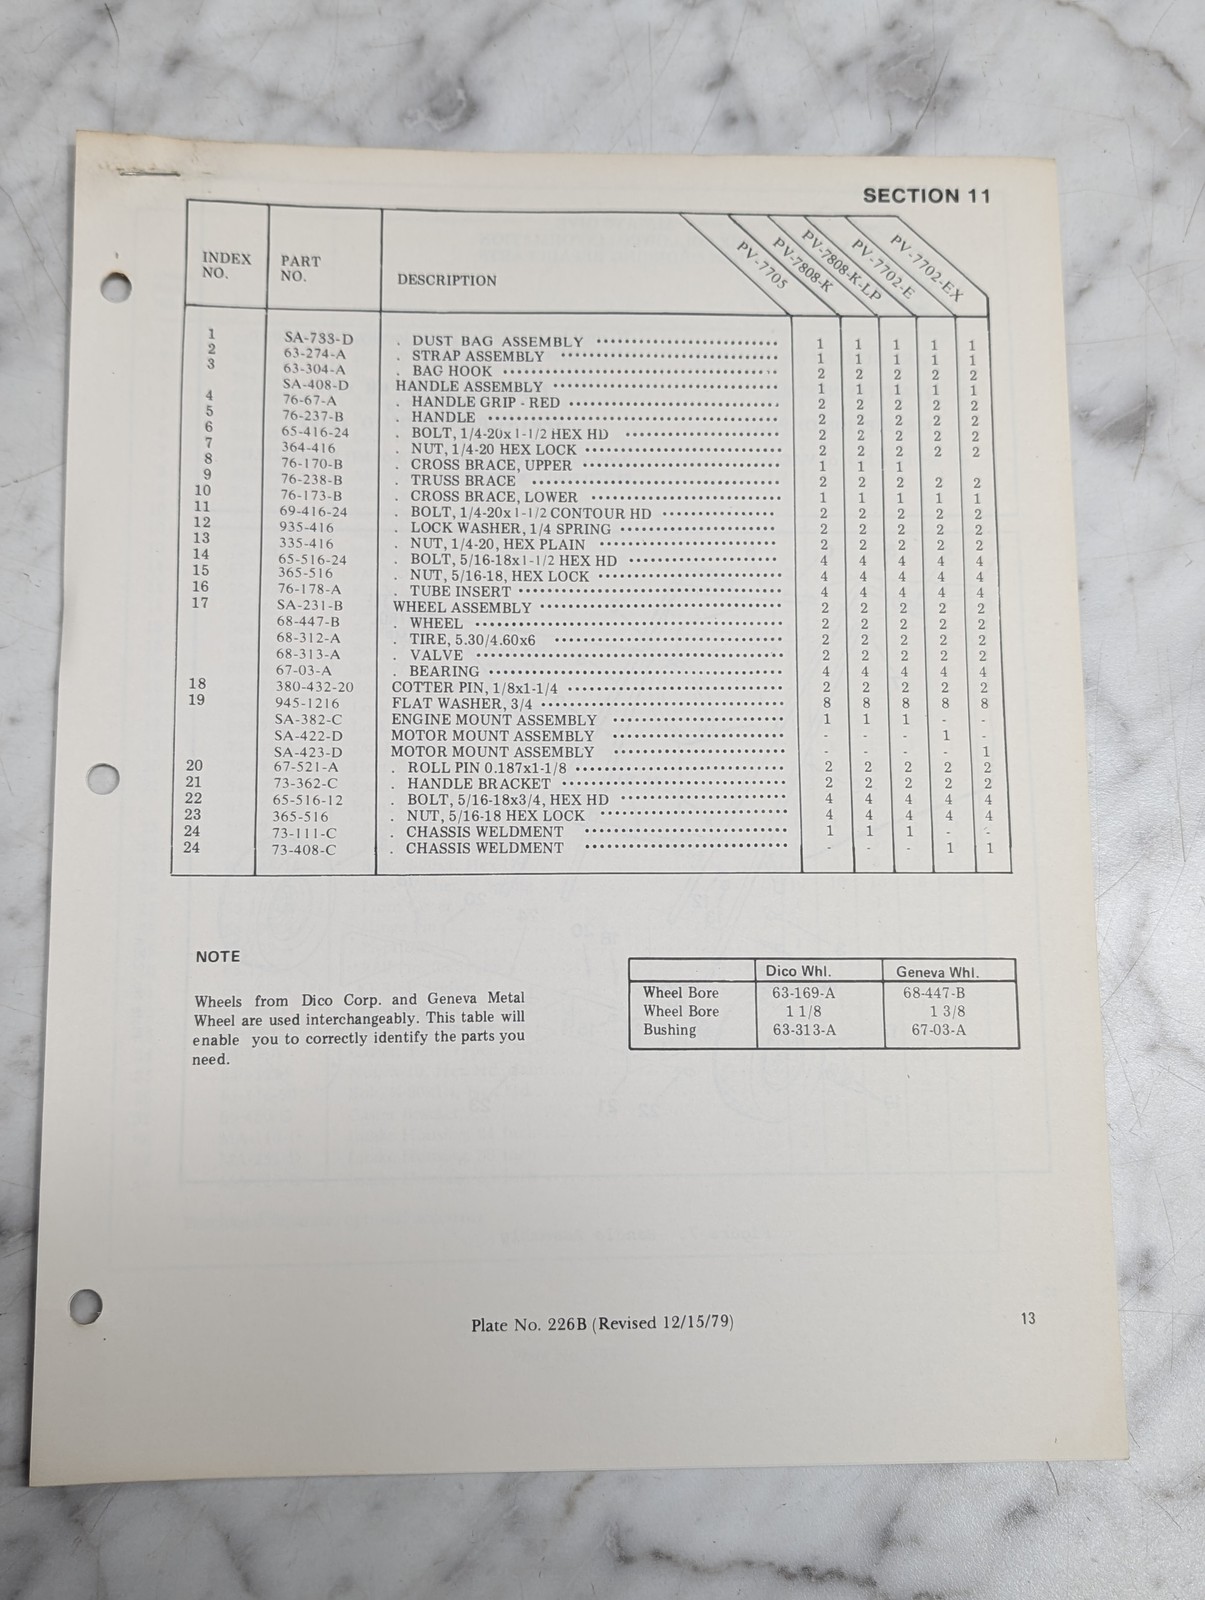 SECTION 11
INDEX NO. PART NO. DESCRIPTION PV-7705 PV-7808-K PV-7808-K-LP PV-7702-E PV-7702-EX
1 SA-733-D . DUST BAG ASSEMBLY 1 1 1 1 1
2 63-274-A . STRAP ASSEMBLY 1 1 1 1 1
3 63-304-A . BAG HOOK 2 2 2 2 2
SA-408-D HANDLE ASSEMBLY 1 1 1 1 1
4 76-67-A . HANDLE GRIP - RED 2 2 2 2 2
5 76-237-B . HANDLE 2 2 2 2 2
6 65-416-24 . BOLT, 1/4-20x1-1/2 HEX HD 2 2 2 2 2
7 364-416 . NUT, 1/4-20 HEX LOCK 2 2 2 2 2
8 76-170-B . CROSS BRACE, UPPER 1 1 1
9 76-238-B . TRUSS BRACE 2 2 2 2 2
10 76-173-B . CROSS BRACE, LOWER 1 1 1 1 1
11 69-416-24 . BOLT, 1/4-20x1-1/2 CONTOUR HD 2 2 2 2 2
12 935-416 . LOCK WASHER, 1/4 SPRING 2 2 2 2 2
13 335-416 . NUT, 1/4-20, HEX PLAIN 2 2 2 2 2
14 65-516-24 . BOLT, 5/16-18x1-1/2 HEX HD 4 4 4 4 4
15 365-516 . NUT, 5/16-18, HEX LOCK 4 4 4 4 4
16 76-178-A . TUBE INSERT 4 4 4 4 4
17 SA-231-B WHEEL ASSEMBLY 2 2 2 2 2
68-447-B . WHEEL 2 2 2 2 2
68-312-A . TIRE, 5.30/4.60x6 2 2 2 2 2
68-313-A . VALVE 2 2 2 2 2
67-03-A . BEARING 4 4 4 4 4
18 380-432-20 COTTER PIN, 1/8x1-1/4 2 2 2 2 2
19 945-1216 FLAT WASHER, 3/4 8 8 8 8 8
SA-382-C ENGINE MOUNT ASSEMBLY 1 1 1 - -
SA-422-D MOTOR MOUNT ASSEMBLY - - - 1 -
SA-423-D MOTOR MOUNT ASSEMBLY - - - - 1
20 67-521-A . ROLL PIN 0.187x1-1/8 2 2 2 2 2
21 73-362-C . HANDLE BRACKET 2 2 2 2 2
22 65-516-12 . BOLT, 5/16-18x3/4, HEX HD 4 4 4 4 4
23 365-516 . NUT, 5/16-18 HEX LOCK 4 4 4 4 4
24 73-111-C . CHASSIS WELDMENT 1 1 1 - -
24 73-408-C . CHASSIS WELDMENT - - - 1 1
NOTE
Wheels from Dico Corp. and Geneva Metal
Wheel are used interchangeably. This table will
enable you to correctly identify the parts you
need.
Dico Whl. Geneva Whl.
Wheel Bore 63-169-A 68-447-B
Wheel Bore 1 1/8 1 3/8
Bushing 63-313-A 67-03-A
Plate No. 226B (Revised 12/15/79)
13